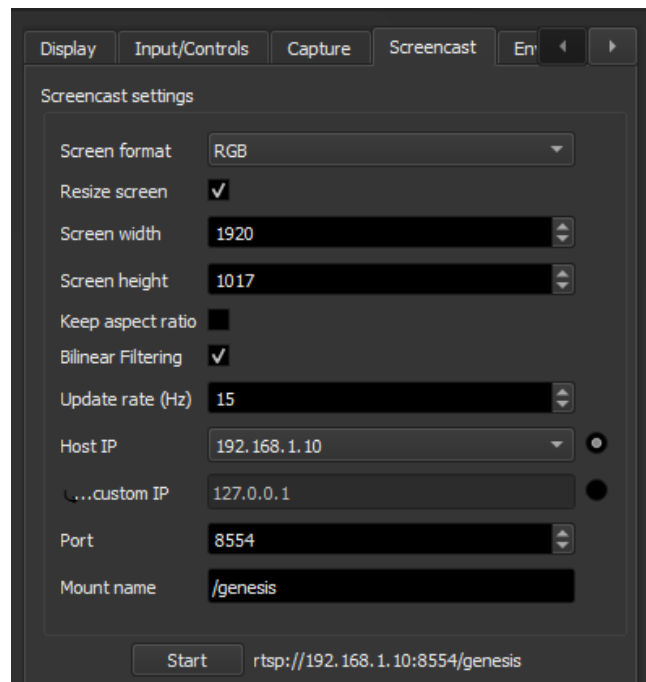 Display Input/Controls Capture Screencast En
Screencast settings
Screen format RGB
Resize screen
Screen width 1920
Screen height 1017
Keep aspect ratio
Bilinear Filtering
Update rate (Hz) 15
Host IP 192.168.1.10
...custom IP 127.0.0.1
Port 8554
Mount name /genesis
Start rtsp://192.168.1.10:8554/genesis